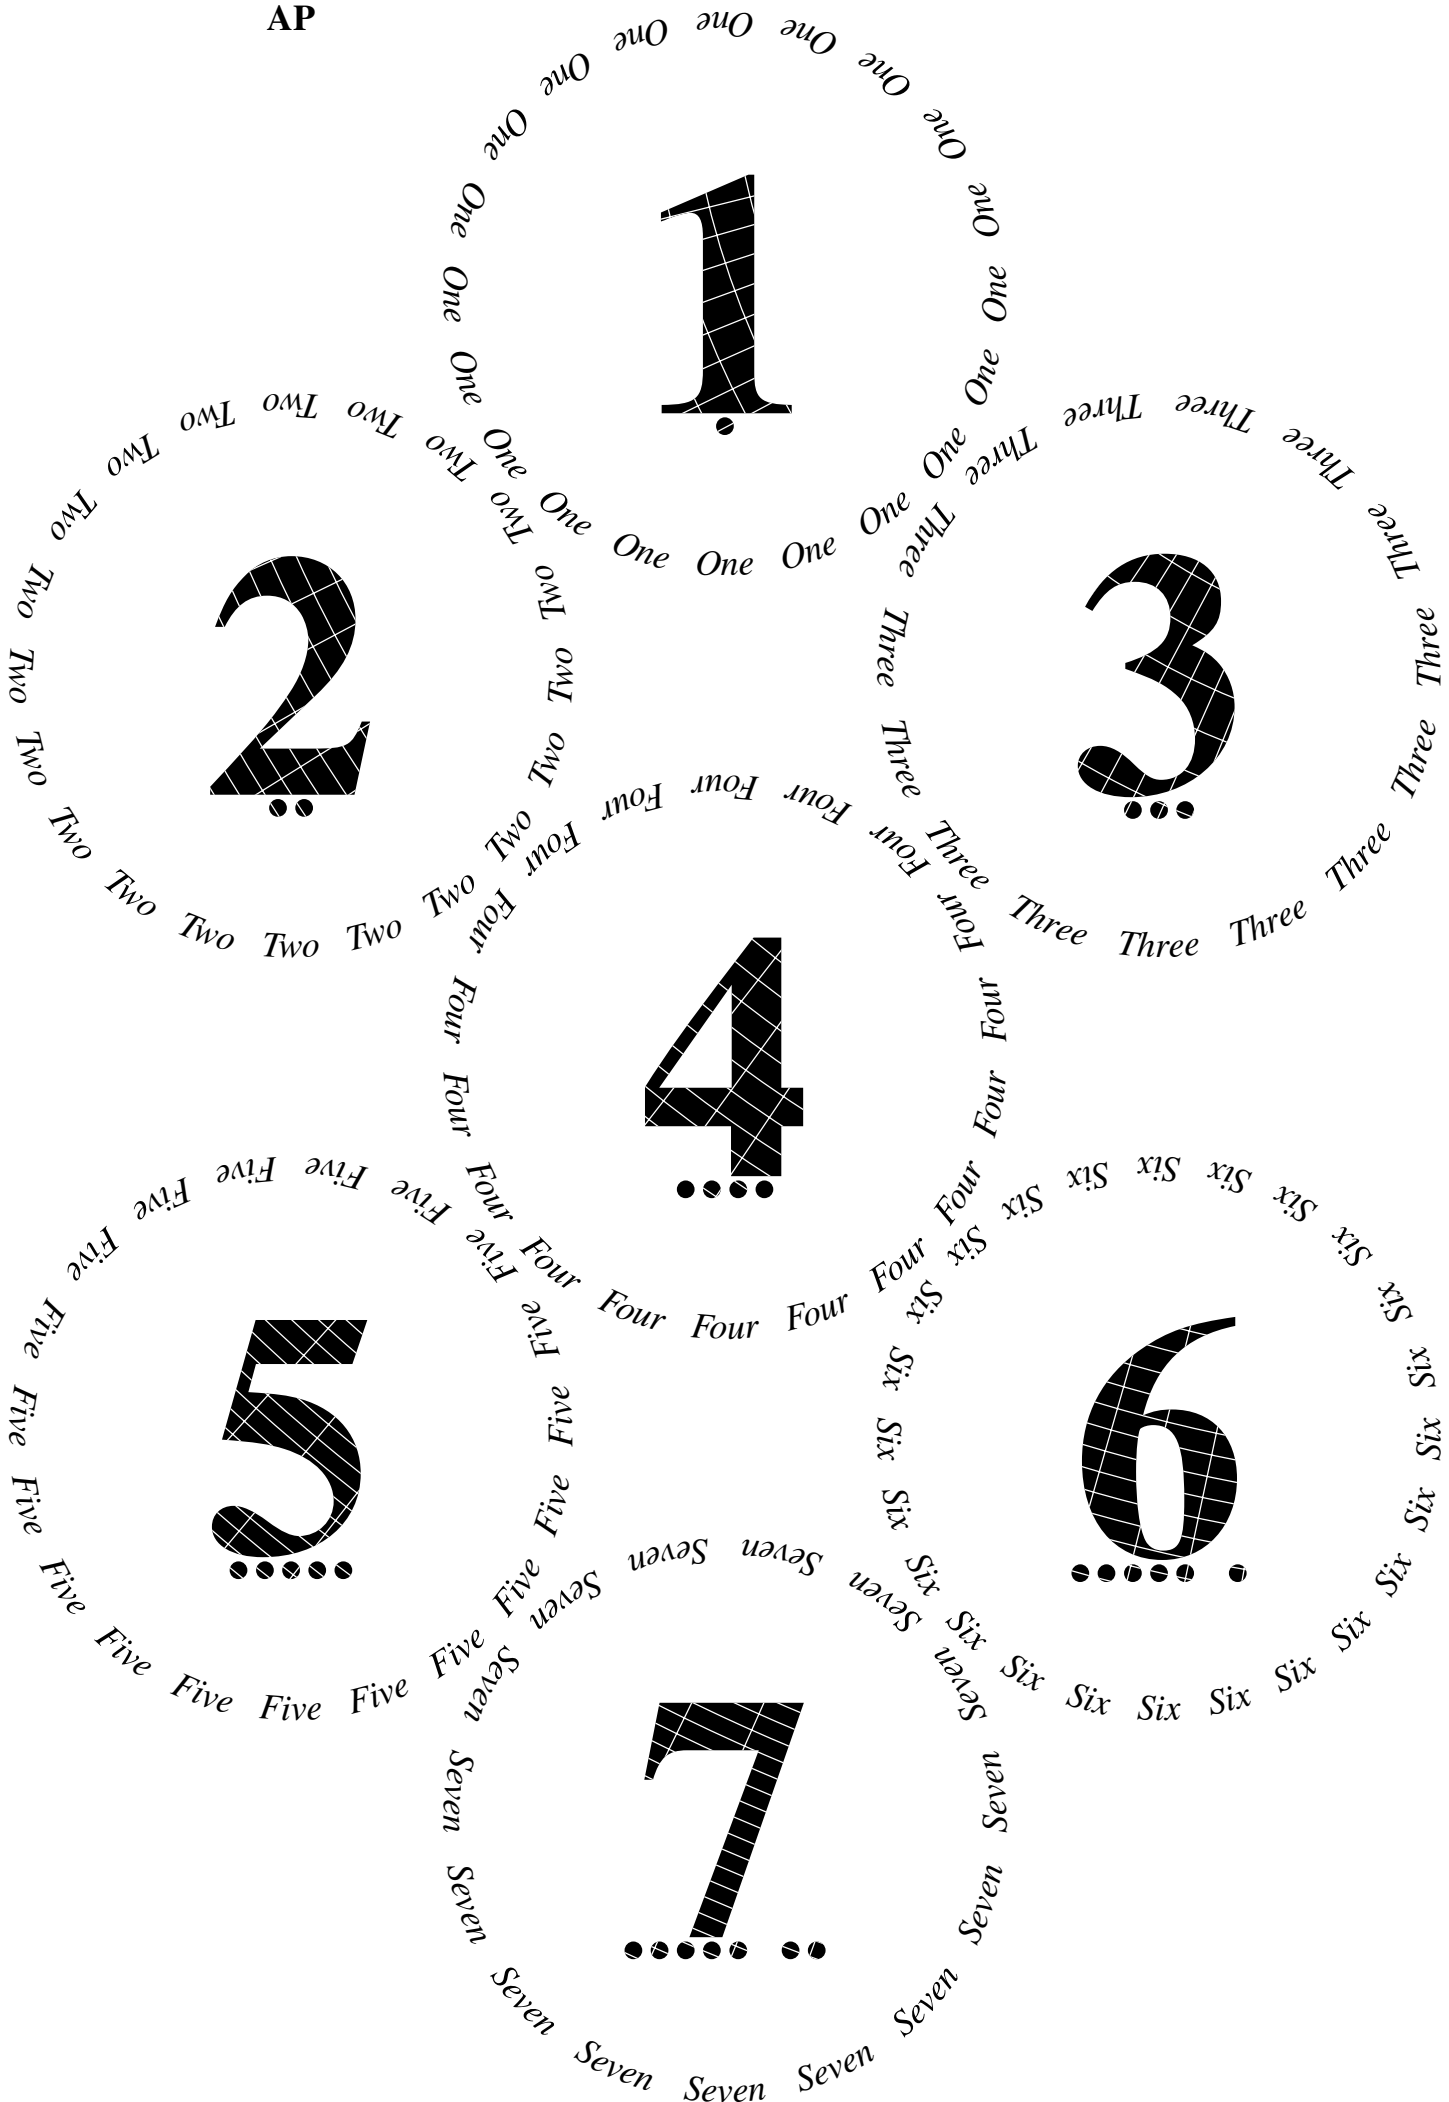 AP
One One One One One One One One One One One One One One One One One One One One
1
Two Two Two Two Two Two Two Two Two Two Two Two Two Two Two Two Two Two Two Two
2
Three Three Three Three Three Three Three Three Three Three Three Three Three Three Three
3
Four Four Four Four Four Four Four Four Four Four Four Four Four Four Four Four Four Four
4
Five Five Five Five Five Five Five Five Five Five Five Five Five Five Five Five Five Five Five
5
Six Six Six Six Six Six Six Six Six Six Six Six Six Six Six Six Six Six Six Six Six Six Six Six
6
Seven Seven Seven Seven Seven Seven Seven Seven Seven Seven Seven Seven Seven Seven Seven
7